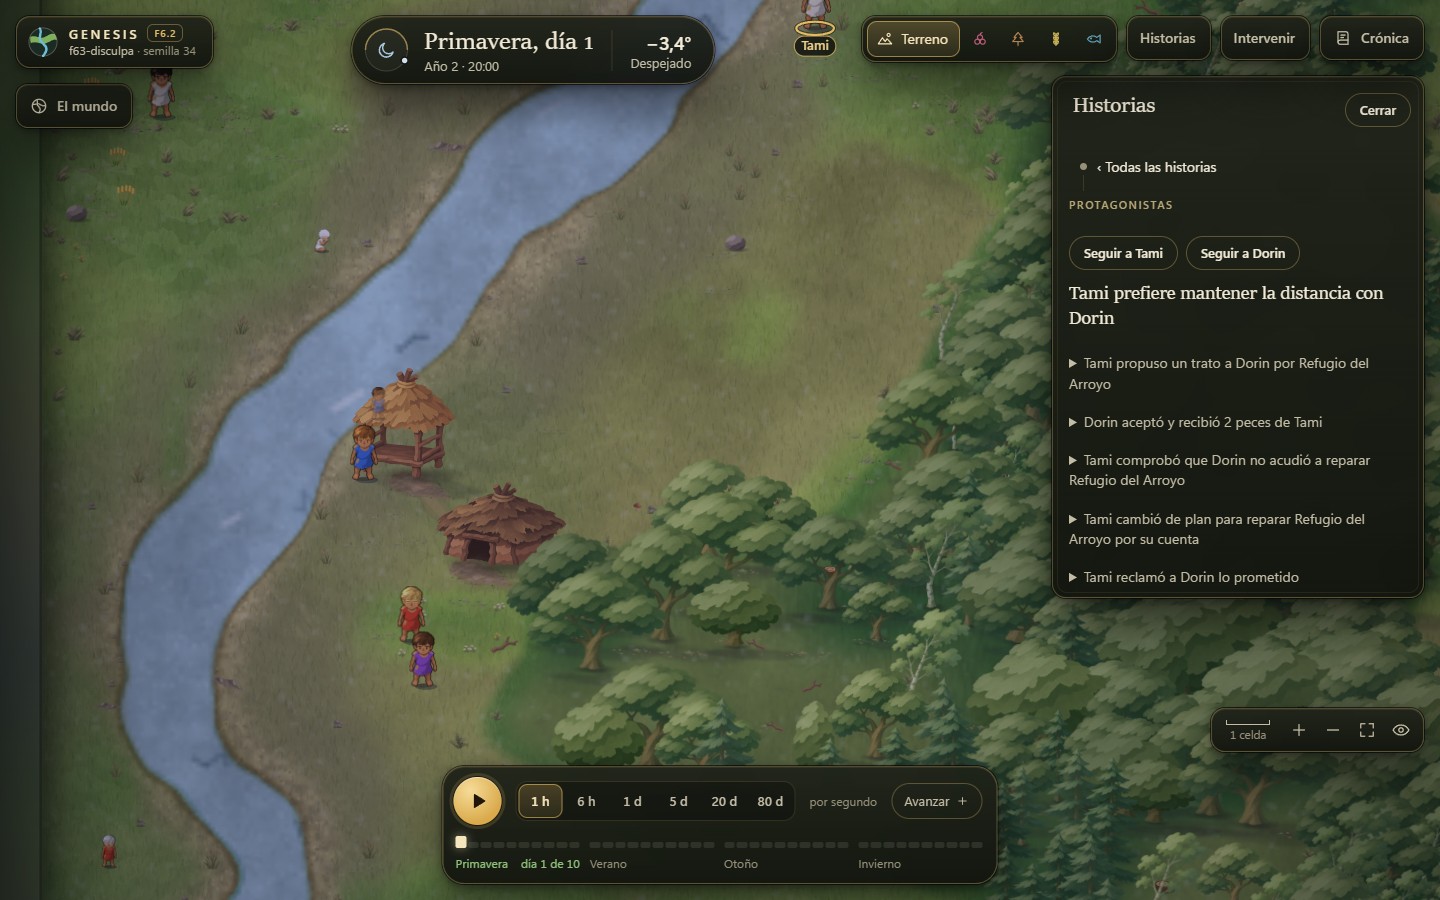 GENESIS F6.2
f63-disculpa · semilla 34
El mundo
Primavera, día 1
Año 2 · 20:00
−3,4°
Despejado
Tami
Terreno
Historias
Intervenir
Crónica
Historias
Cerrar
‹ Todas las historias
PROTAGONISTAS
Seguir a Tami
Seguir a Dorin
Tami prefiere mantener la distancia con
Dorin
▶ Tami propuso un trato a Dorin por Refugio del
Arroyo
▶ Dorin aceptó y recibió 2 peces de Tami
▶ Tami comprobó que Dorin no acudió a reparar
Refugio del Arroyo
▶ Tami cambió de plan para reparar Refugio del
Arroyo por su cuenta
▶ Tami reclamó a Dorin lo prometido
1 celda
1 h 6 h 1 d 5 d 20 d 80 d por segundo Avanzar +
Primavera día 1 de 10 Verano Otoño Invierno